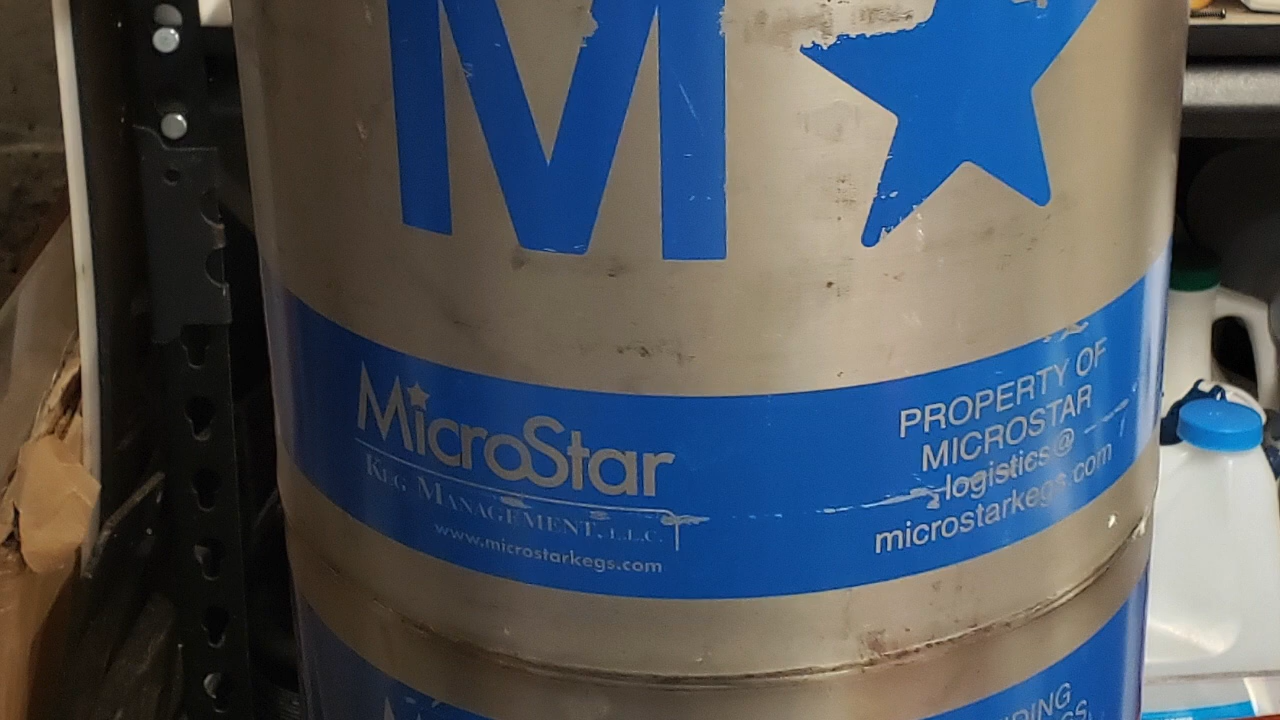 M
MicroStar
KEG MANAGEMENT, L.L.C.
www.microstarkegs.com
PROPERTY OF
MICROSTAR
logistics@
microstarkegs.com